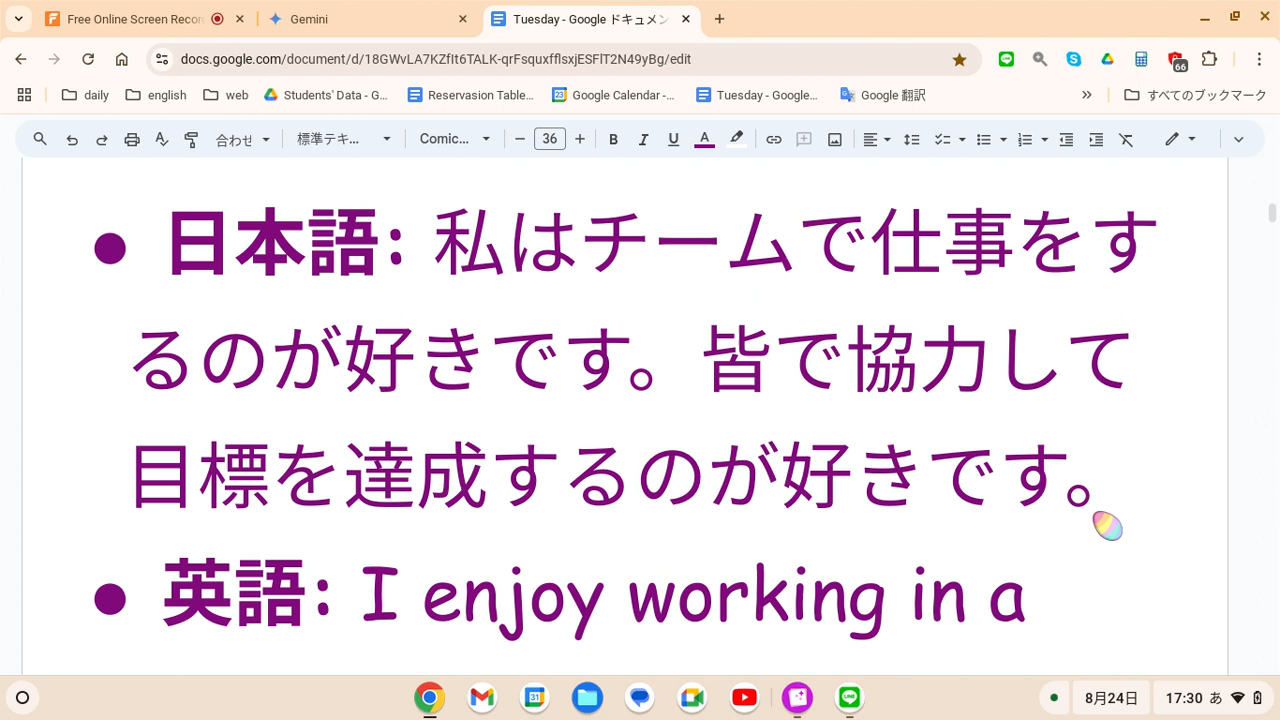 Free Online Screen Recor
Gemini
Tuesday - Google ドキュメン
docs.google.com/document/d/
/edit
66
daily
english
web
Students' Data - G...
Reservasion Table...
Google Calendar -...
Tuesday - Google...
Google 翻訳
すべてのブックマーク
合わせ
標準テキ...
Comic...
36
B
I
U
A
● 日本語: 私はチームで仕事をす
るのが好きです。皆で協力して
目標を達成するのが好きです。
● 英語: I enjoy working in a
8月24日
17:30 あ